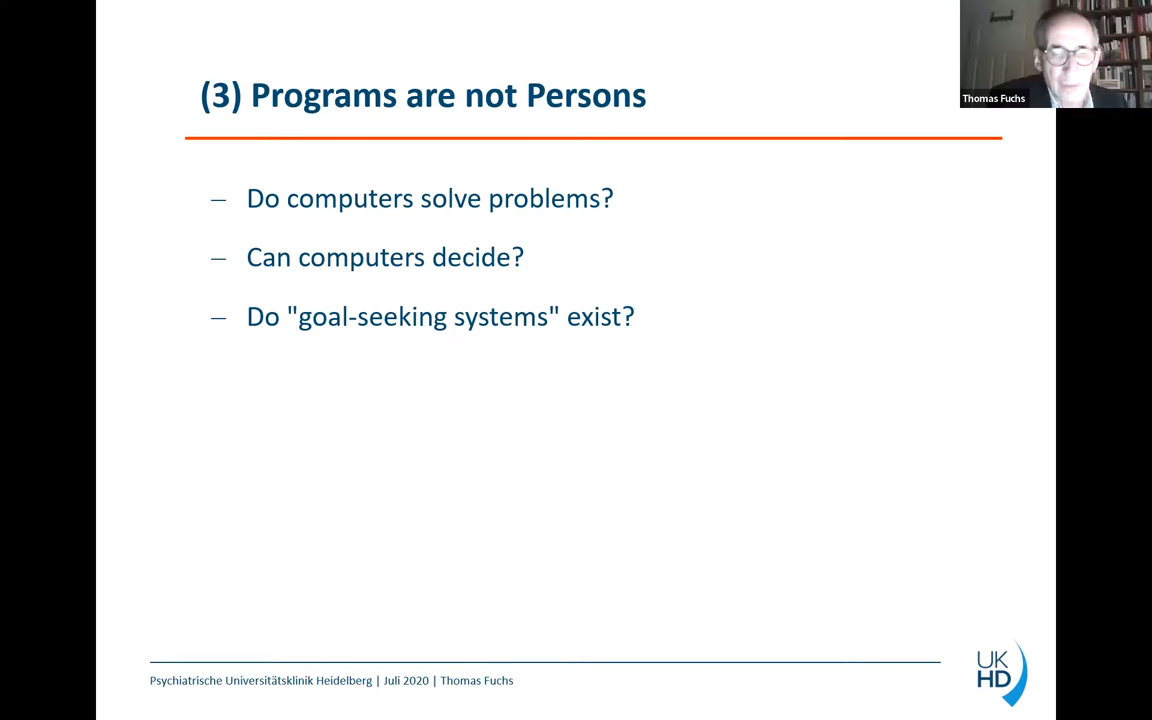 Thomas Fuchs
(3) Programs are not Persons
– Do computers solve problems?
– Can computers decide?
– Do "goal-seeking systems" exist?
Psychiatrische Universitätsklinik Heidelberg | Juli 2020 | Thomas Fuchs
UK
HD